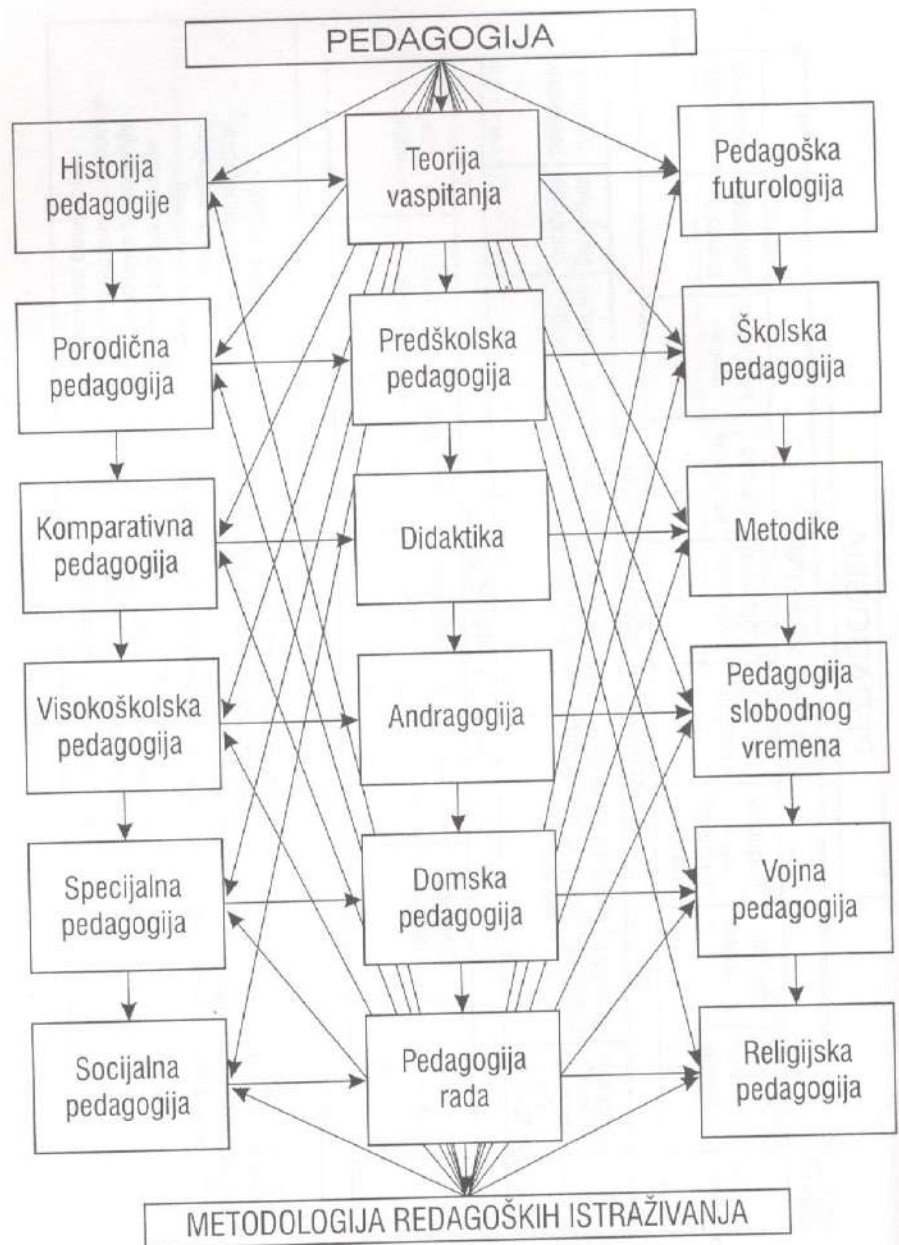 PEDAGOGIJA
Historija
pedagogije
Teorija
vaspitanja
Pedagoška
futurologija
Porodična
pedagogija
Predškolska
pedagogija
Školska
pedagogija
Komparativna
pedagogija
Didaktika
Metodike
Visokoškolska
pedagogija
Andragogija
Pedagogija
slobodnog
vremena
Specijalna
pedagogija
Domska
pedagogija
Vojna
pedagogija
Socijalna
pedagogija
Pedagogija
rada
Religijska
pedagogija
METODOLOGIJA REDAGOŠKIH ISTRAŽIVANJA